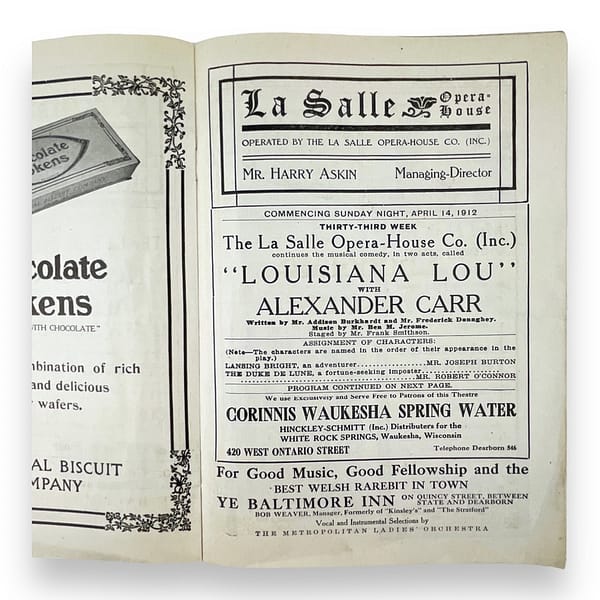 colate
kens
AL BISCUIT COMPANY
colate
kens
WITH CHOCOLATE."
mbination of rich
and delicious
wafers.
AL BISCUIT
MPANY
La Salle Opera-House
OPERATED BY THE LA SALLE OPERA-HOUSE CO. (INC.)
MR. HARRY ASKIN Managing-Director
COMMENCING SUNDAY NIGHT, APRIL 14, 1912
THIRTY-THIRD WEEK
The La Salle Opera-House Co. (Inc.)
continues the musical comedy, in two acts, called
"LOUISIANA LOU"
WITH
ALEXANDER CARR
Written by Mr. Addison Burkhardt and Mr. Frederick Donaghey.
Music by Mr. Ben M. Jerome.
Staged by Mr. Frank Smithson.
ASSIGNMENT OF CHARACTERS:
(Note—The characters are named in the order of their appearance in the
play.)
LANSING BRIGHT, an adventurer..................MR. JOSEPH BURTON
THE DUKE DE LUNE, a fortune-seeking impostor..................
..................MR. ROBERT O'CONNOR
PROGRAM CONTINUED ON NEXT PAGE.
We use Exclusively and Serve Free to Patrons of this Theatre
CORINNIS WAUKESHA SPRING WATER
HINCKLEY-SCHMITT (Inc.) Distributers for the
WHITE ROCK SPRINGS, Waukesha, Wisconsin
420 WEST ONTARIO STREET Telephone Dearborn 846
For Good Music, Good Fellowship and the
BEST WELSH RAREBIT IN TOWN
YE BALTIMORE INN ON QUINCY STREET, BETWEEN STATE AND DEARBORN
BOB WEAVER, Manager, Formerly of "Kinsley's" and "The Stratford"
Vocal and Instrumental Selections by
THE METROPOLITAN LADIES' ORCHESTRA